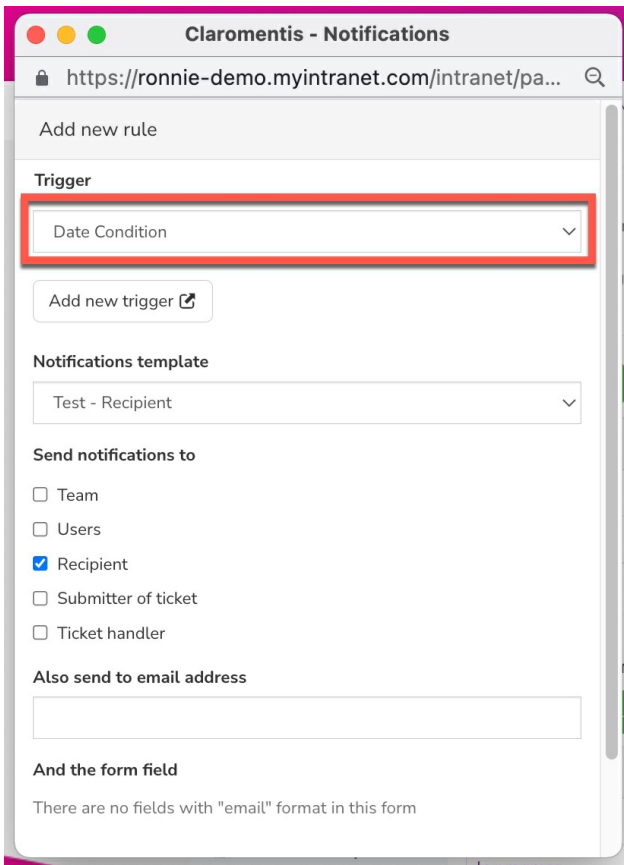 Claromentis - Notifications
https://ronnie-demo.myintranet.com/intranet/pa...
Add new rule
Trigger
Date Condition
Add new trigger
Notifications template
Test - Recipient
Send notifications to
Team
Users
Recipient
Submitter of ticket
Ticket handler
Also send to email address
And the form field
There are no fields with "email" format in this form